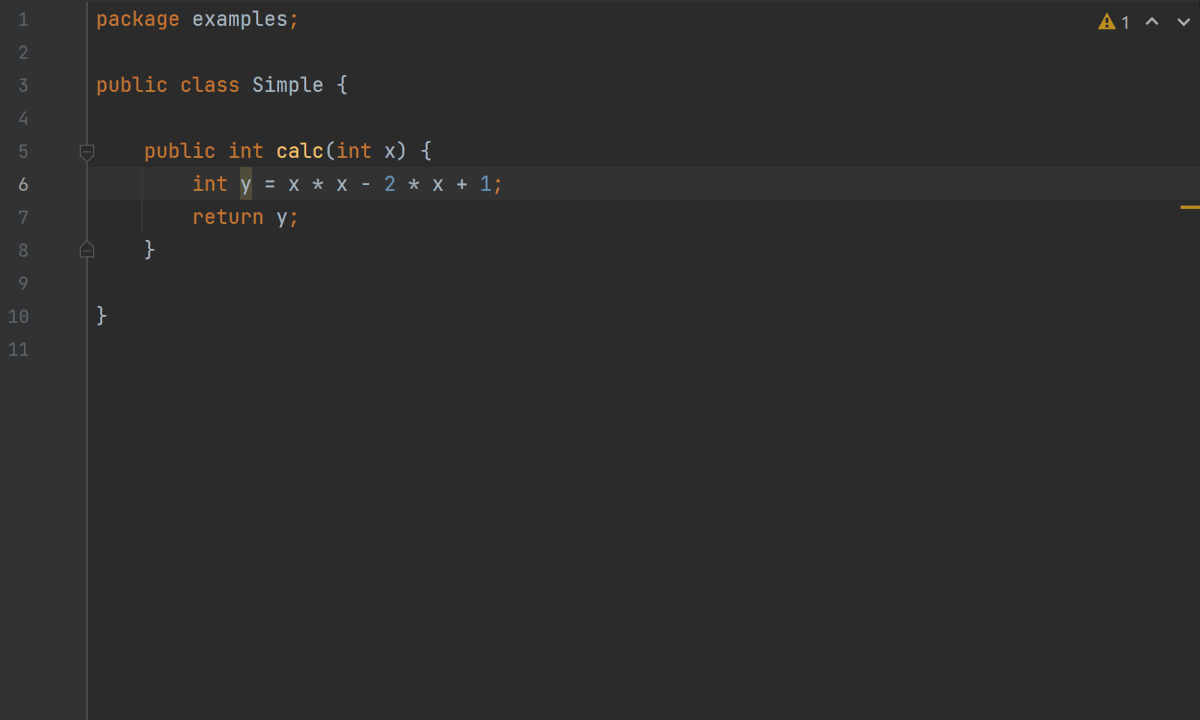 1 package examples;
2
3 public class Simple {
4
5     public int calc(int x) {
6         int y = x * x - 2 * x + 1;
7         return y;
8     }
9
10 }
11
1